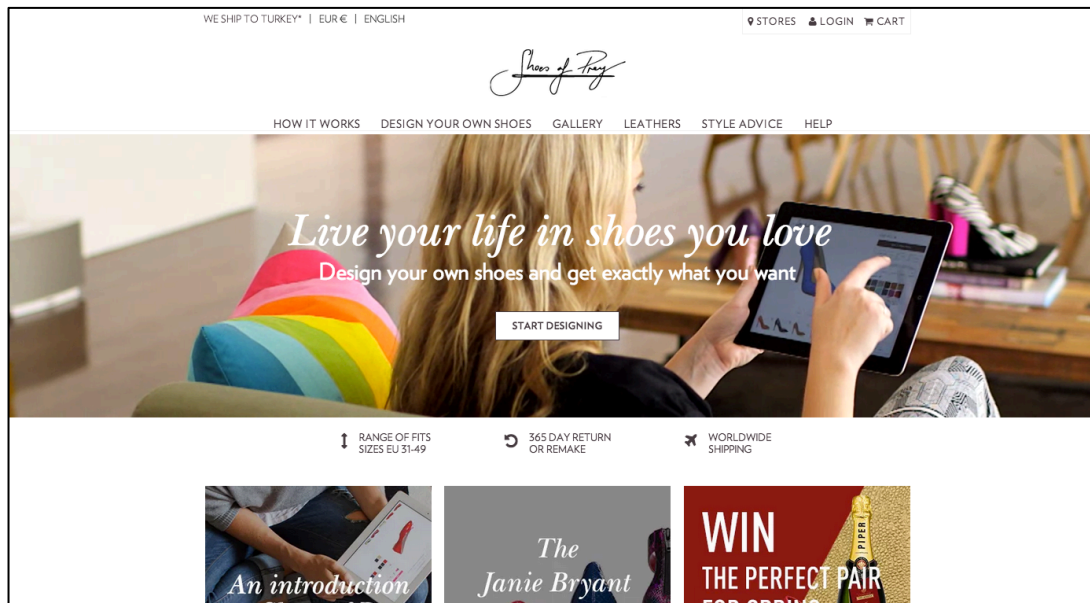 WE SHIP TO TURKEY* | EUR € | ENGLISH
STORES LOGIN CART
Shoes of Prey
HOW IT WORKS DESIGN YOUR OWN SHOES GALLERY LEATHERS STYLE ADVICE HELP
Live your life in shoes you love
Design your own shoes and get exactly what you want
START DESIGNING
RANGE OF FITS
SIZES EU 31-49
365 DAY RETURN
OR REMAKE
WORLDWIDE
SHIPPING
An introduction
The
Janie Bryant
WIN
THE PERFECT PAIR
FOR SPRING
PIPER